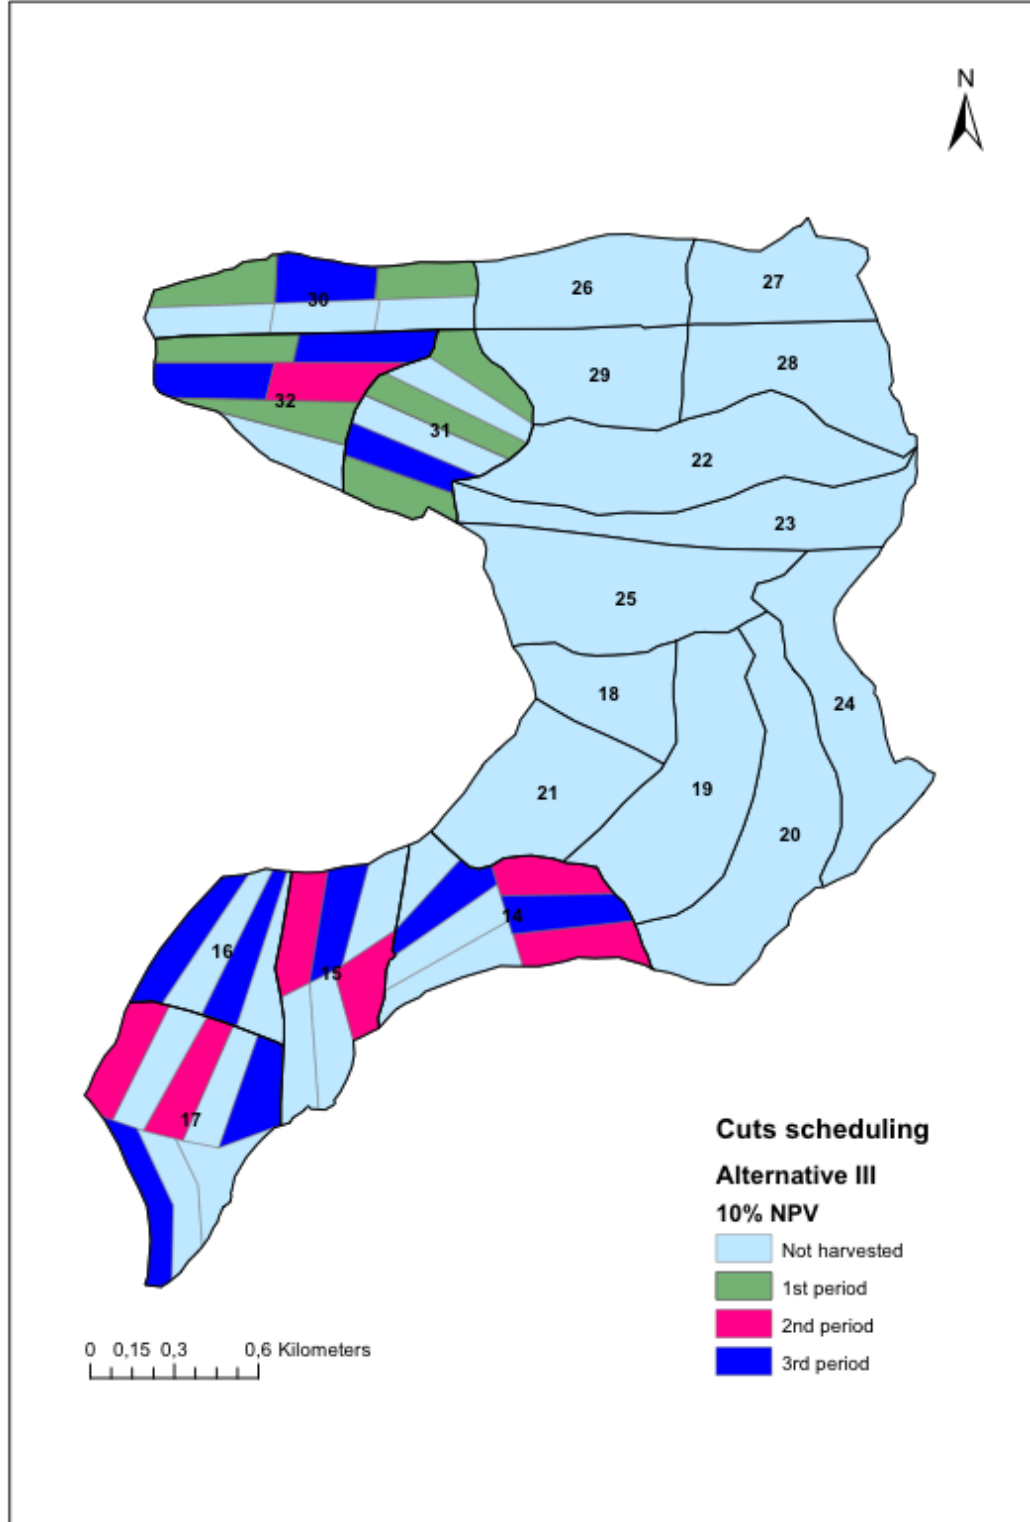 N
27
26
30
28
29
32
31
22
23
25
18
24
19
21
20
14
16
15
17
Cuts scheduling
Alternative III
10% NPV
Not harvested
1st period
2nd period
3rd period
0 0,15 0,3 0,6 Kilometers